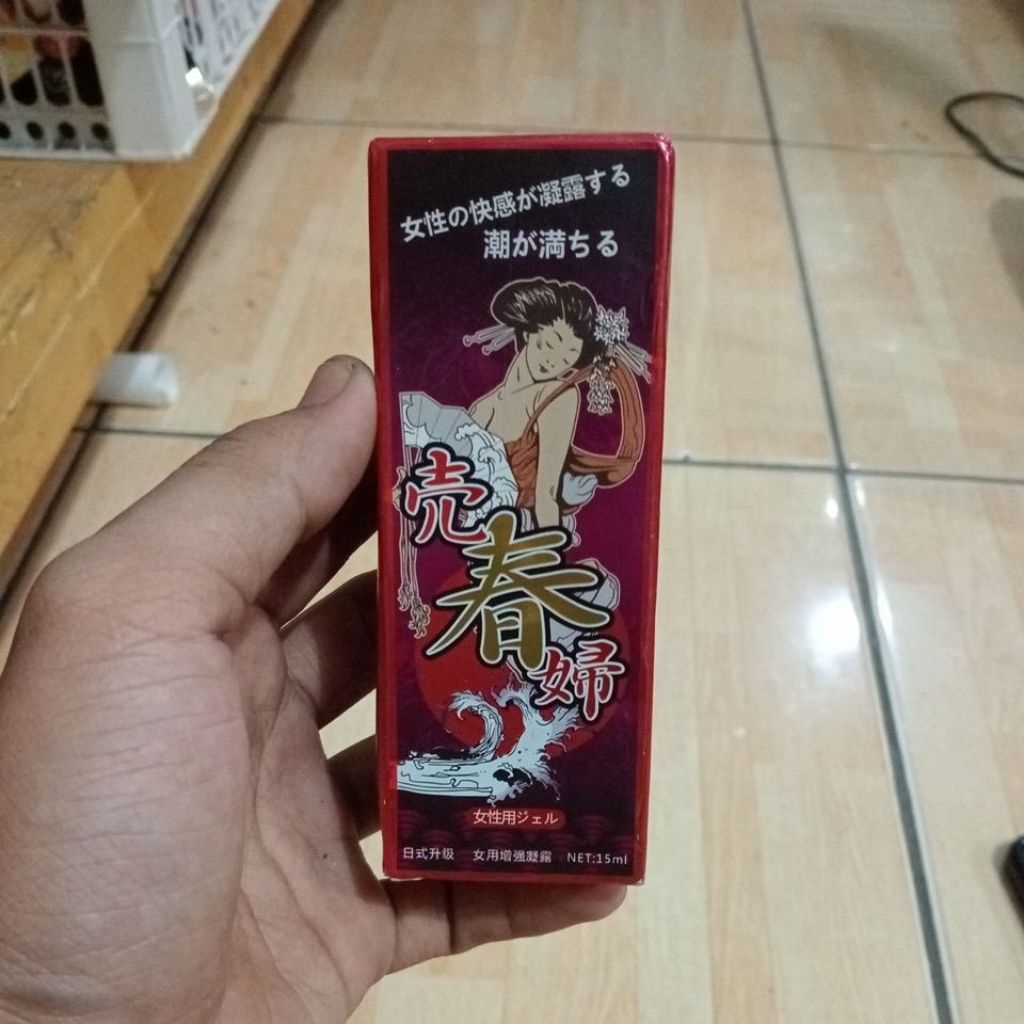 女性の快感が凝露する
潮が満ちる
売
春
婦
女性用ジェル
日式升级 女用增强凝露 NET:15ml